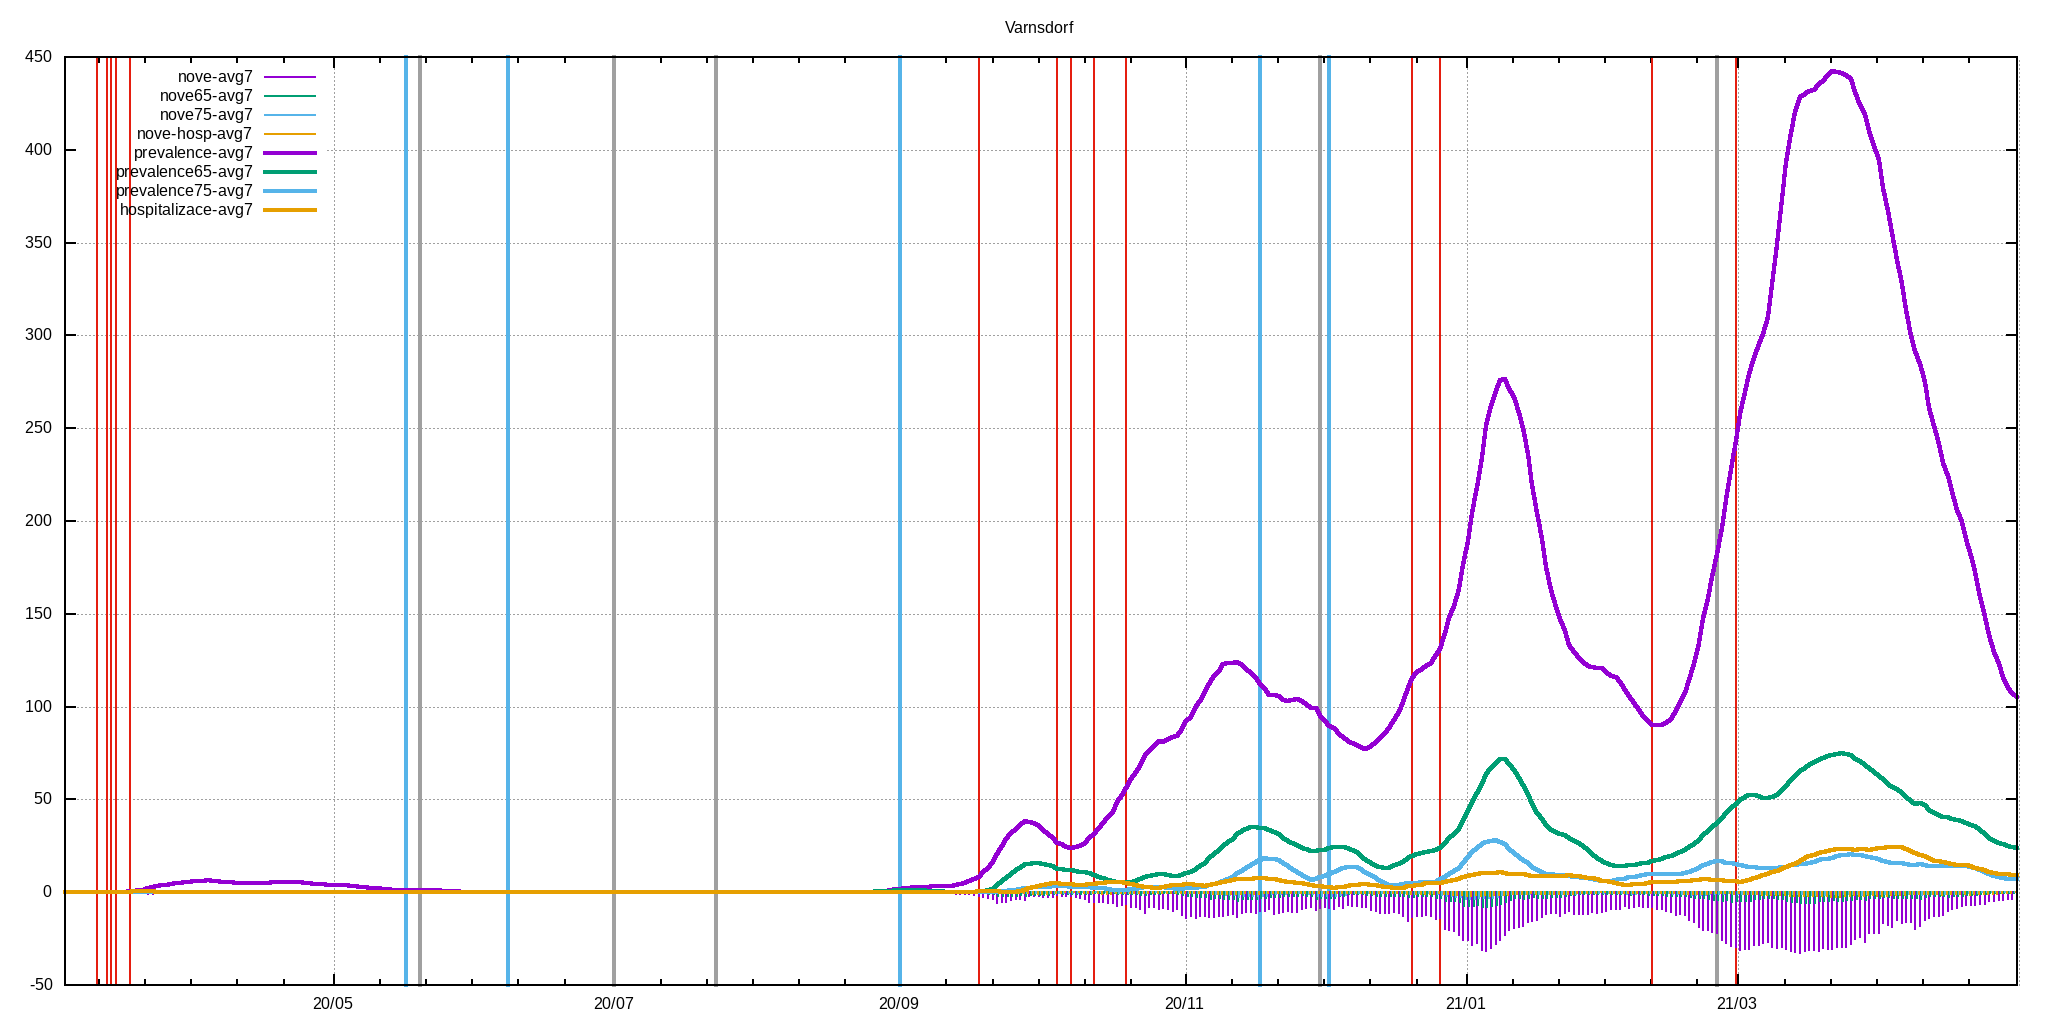 Varnsdorf
450
400
350
300
250
200
150
100
50
0
-50
nove-avg7
nove65-avg7
nove75-avg7
nove-hosp-avg7
prevalence-avg7
prevalence65-avg7
prevalence75-avg7
hospitalizace-avg7
20/05 20/07 20/09 20/11 21/01 21/03